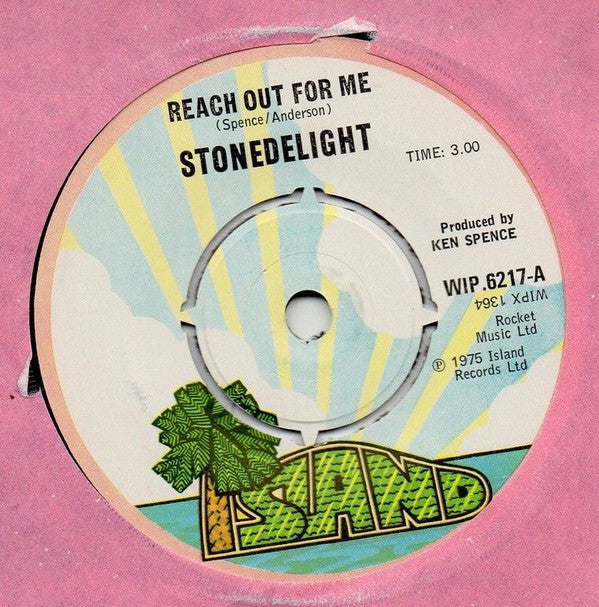 REACH OUT FOR ME
(Spence/Anderson)
STONEDELIGHT
TIME: 3.00
Produced by
KEN SPENCE
WIP.6217-A
WIPX 1364
Rocket
Music Ltd
℗ 1975 Island
Records Ltd
ISLAND